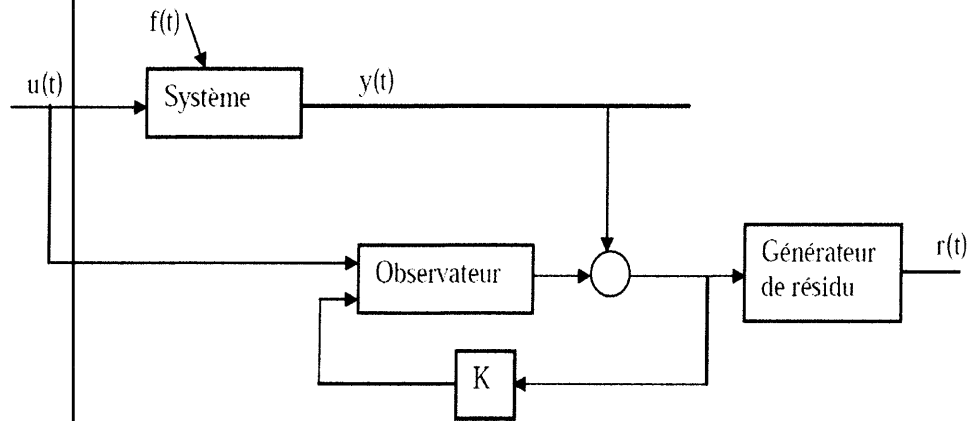 f(t)
u(t)
Système
y(t)
Observateur
Générateur
de résidu
r(t)
K